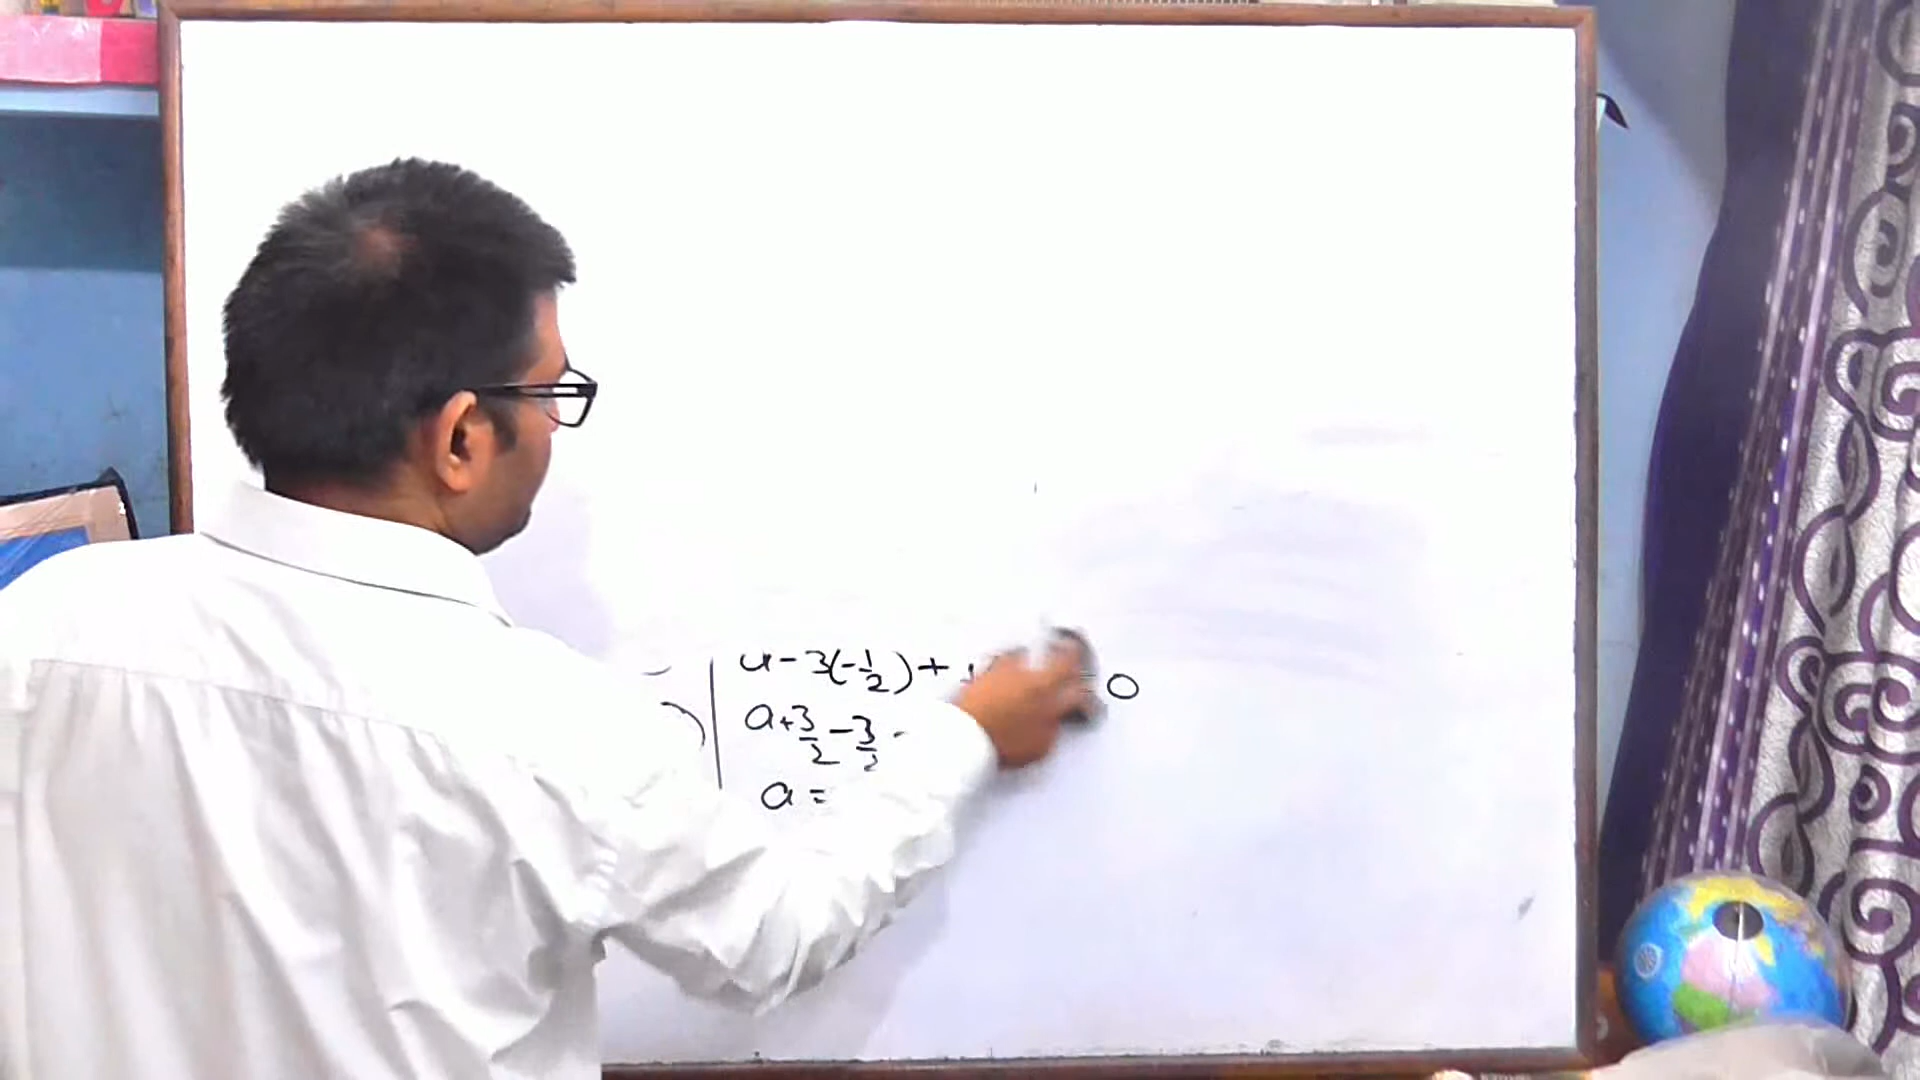 a - 3(-1/2) + = 0
a + 3/2 - 3/2 -
a =